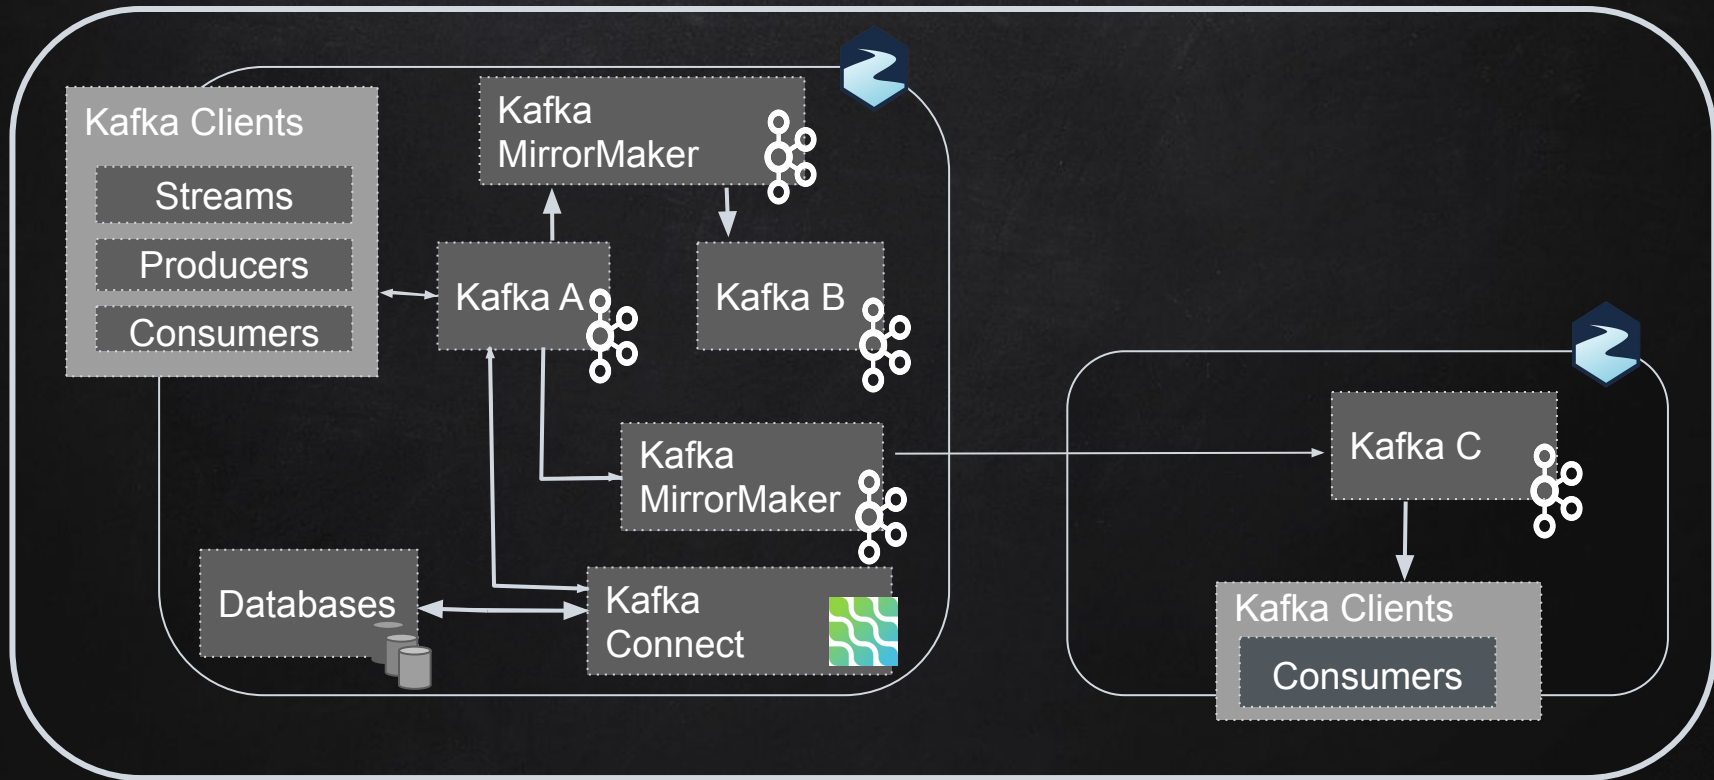 Kafka Clients
Streams
Producers
Consumers
Kafka
MirrorMaker
Kafka A
Kafka B
Kafka
MirrorMaker
Databases
Kafka
Connect
Kafka C
Kafka Clients
Consumers